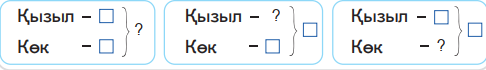 Қызыл – □
Көк – □ } ?
Қызыл – ?
Көк – □ } □
Қызыл – □
Көк – ? } □